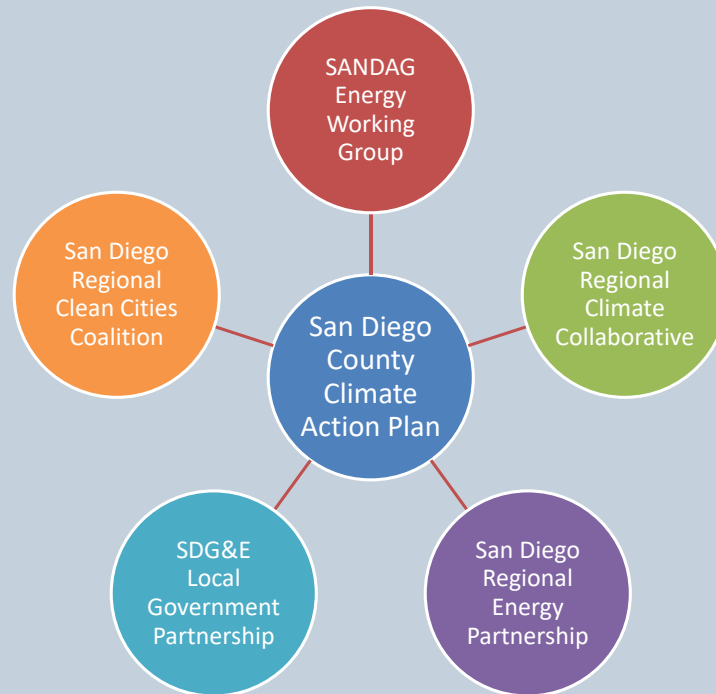 SANDAG
Energy
Working
Group
San Diego
Regional
Clean Cities
Coalition
San Diego
Regional
Climate
Collaborative
San Diego
County
Climate
Action Plan
SDG&E
Local
Government
Partnership
San Diego
Regional
Energy
Partnership